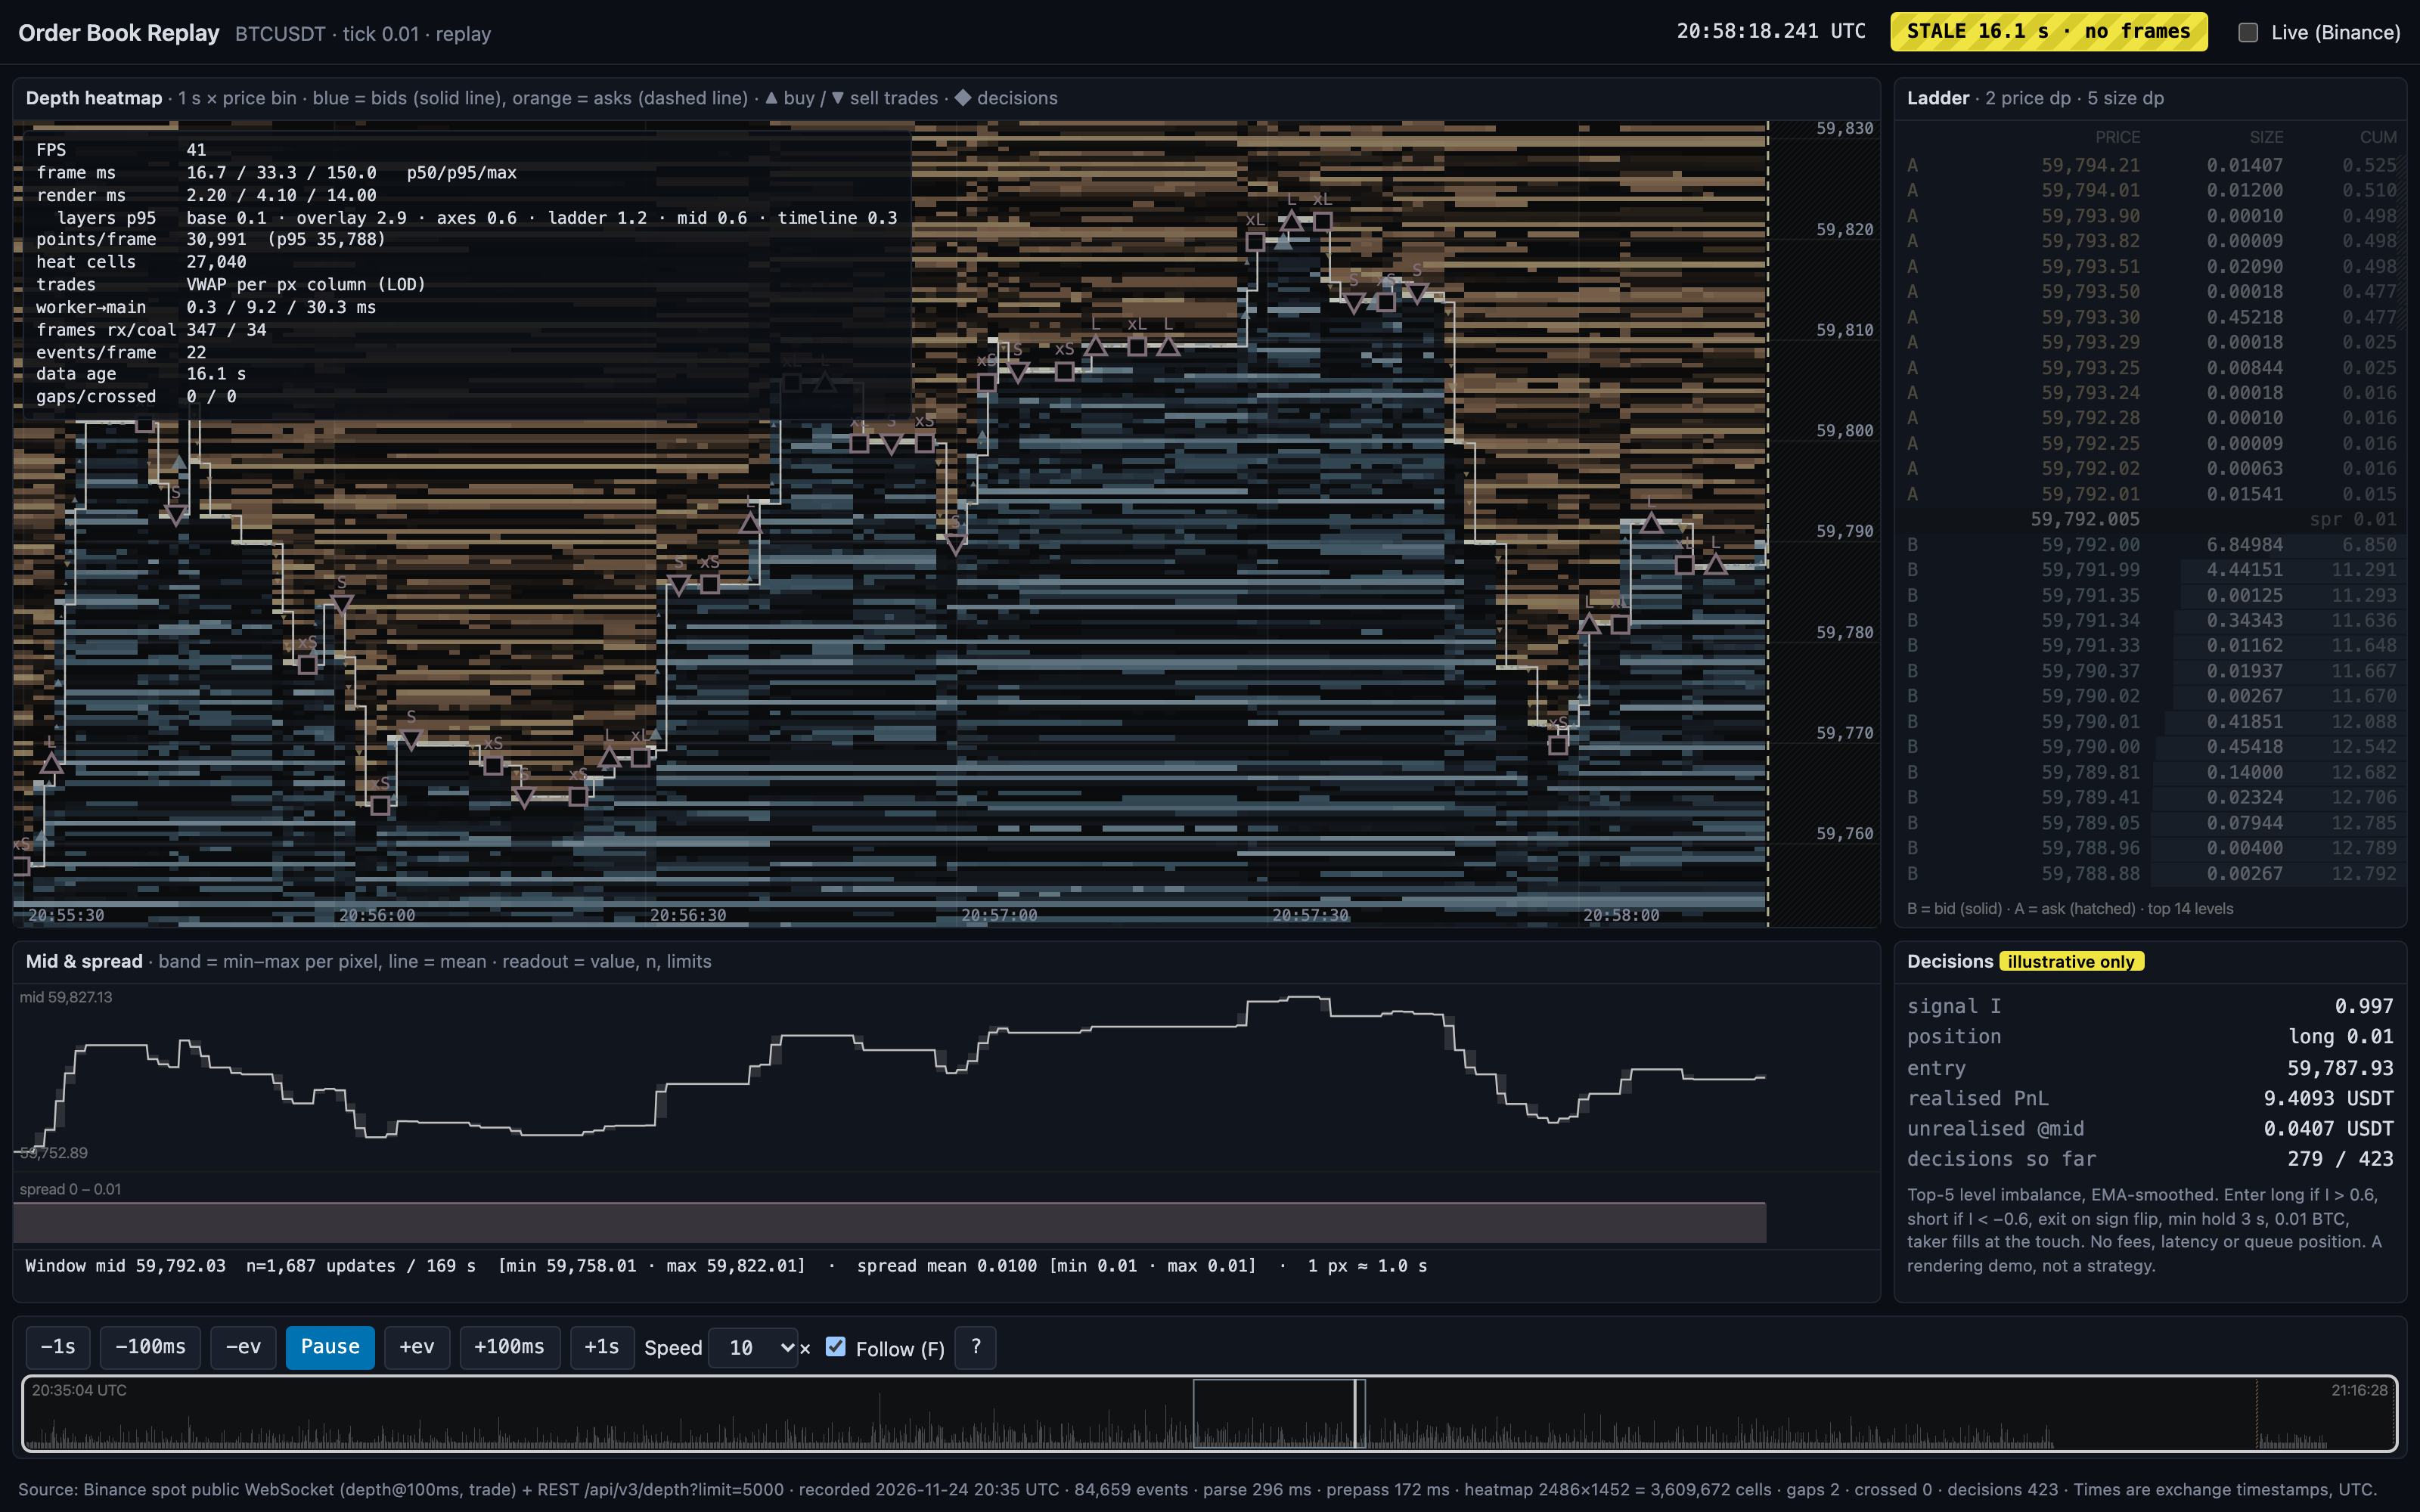 Order Book Replay BTCUSDT · tick 0.01 · replay
20:58:18.241 UTC STALE 16.1 s · no frames Live (Binance)
Depth heatmap · 1 s × price bin · blue = bids (solid line), orange = asks (dashed line) · ▲ buy / ▼ sell trades · ◆ decisions
FPS 41
frame ms 16.7 / 33.3 / 150.0 p50/p95/max
render ms 2.20 / 4.10 / 14.00
layers p95 base 0.1 · overlay 2.9 · axes 0.6 · ladder 1.2 · mid 0.6 · timeline 0.3
points/frame 30,991 (p95 35,788)
heat cells 27,040
trades VWAP per px column (LOD)
worker→main 0.3 / 9.2 / 30.3 ms
frames rx/coal 347 / 34
events/frame 22
data age 16.1 s
gaps/crossed 0 / 0
59,830
59,820
59,810
59,800
59,790
59,780
59,770
59,760
20:55:30 20:56:00 20:56:30 20:57:00 20:57:30 20:58:00
Ladder · 2 price dp · 5 size dp
PRICE SIZE CUM
A 59,794.21 0.01407 0.525
A 59,794.01 0.01200 0.510
A 59,793.90 0.00010 0.498
A 59,793.82 0.00009 0.498
A 59,793.51 0.02090 0.498
A 59,793.50 0.00018 0.477
A 59,793.30 0.45218 0.477
A 59,793.29 0.00018 0.025
A 59,793.25 0.00844 0.025
A 59,793.24 0.00018 0.016
A 59,792.28 0.00010 0.016
A 59,792.25 0.00009 0.016
A 59,792.02 0.00063 0.016
A 59,792.01 0.01541 0.015
59,792.005 spr 0.01
B 59,792.00 6.84984 6.850
B 59,791.99 4.44151 11.291
B 59,791.35 0.00125 11.293
B 59,791.34 0.34343 11.636
B 59,791.33 0.01162 11.648
B 59,790.37 0.01937 11.667
B 59,790.02 0.00267 11.670
B 59,790.01 0.41851 12.088
B 59,790.00 0.45418 12.542
B 59,789.81 0.14000 12.682
B 59,789.41 0.02324 12.706
B 59,789.05 0.07944 12.785
B 59,788.96 0.00400 12.789
B 59,788.88 0.00267 12.792
B = bid (solid) · A = ask (hatched) · top 14 levels
Mid & spread · band = min–max per pixel, line = mean · readout = value, n, limits
mid 59,827.13
59,752.89
spread 0 – 0.01
Window mid 59,792.03 n=1,687 updates / 169 s [min 59,758.01 · max 59,822.01] · spread mean 0.0100 [min 0.01 · max 0.01] · 1 px ≈ 1.0 s
Decisions illustrative only
signal I 0.997
position long 0.01
entry 59,787.93
realised PnL 9.4093 USDT
unrealised @mid 0.0407 USDT
decisions so far 279 / 423
Top-5 level imbalance, EMA-smoothed. Enter long if I > 0.6,
short if I < −0.6, exit on sign flip, min hold 3 s, 0.01 BTC,
taker fills at the touch. No fees, latency or queue position. A
rendering demo, not a strategy.
−1s −100ms −ev Pause +ev +100ms +1s Speed 10 × Follow (F) ?
20:35:04 UTC 21:16:28
Source: Binance spot public WebSocket (depth@100ms, trade) + REST /api/v3/depth?limit=5000 · recorded 2026-11-24 20:35 UTC · 84,659 events · parse 296 ms · prepass 172 ms · heatmap 2486×1452 = 3,609,672 cells · gaps 2 · crossed 0 · decisions 423 · Times are exchange timestamps, UTC.